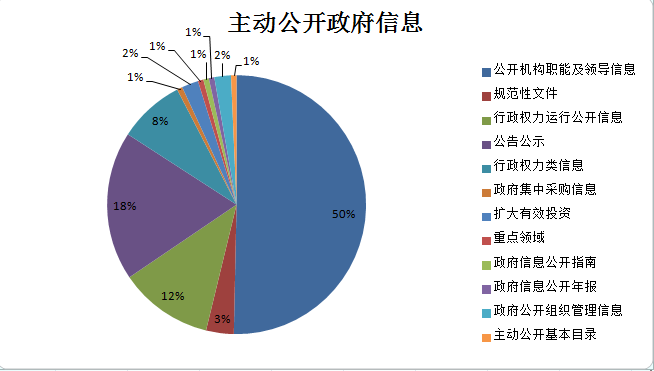 主动公开政府信息
50%
3%
12%
18%
8%
1%
2%
1%
1%
1%
2%
1%
公开机构职能及领导信息
规范性文件
行政权力运行公开信息
公告公示
行政权力类信息
政府集中采购信息
扩大有效投资
重点领域
政府信息公开指南
政府信息公开年报
政府公开组织管理信息
主动公开基本目录